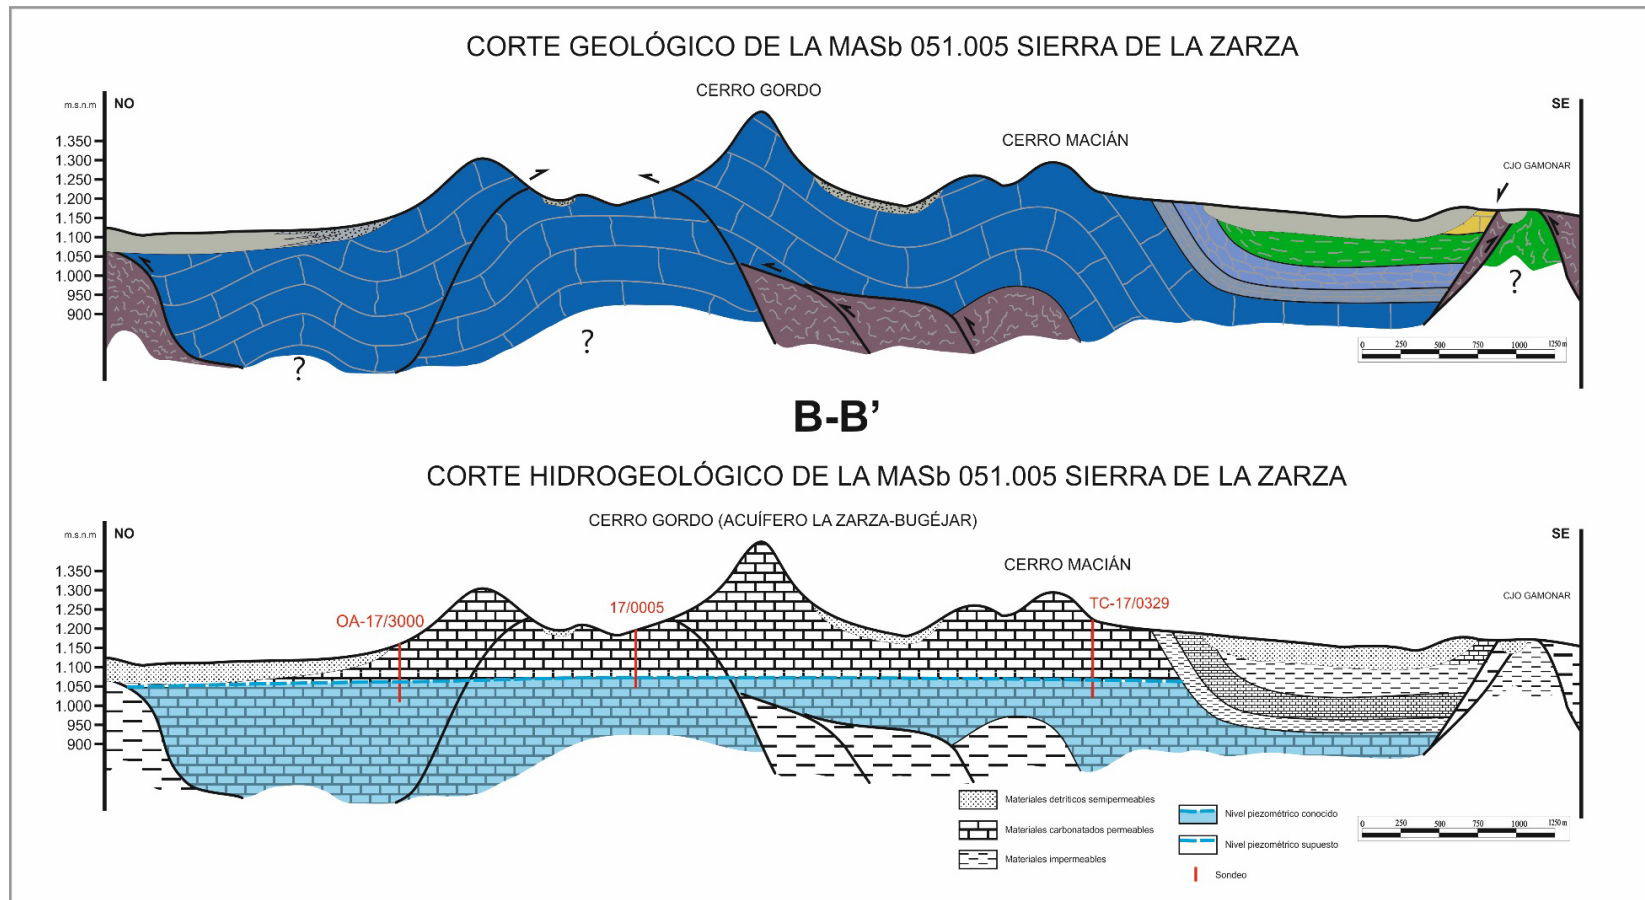 CORTE GEOLÓGICO DE LA MASb 051.005 SIERRA DE LA ZARZA
CERRO GORDO
m.s.n.m
NO
SE
CERRO MACIÁN
CJO GAMONAR
1.350
1.300
1.250
1.200
1.150
1.100
1.050
1.000
950
900
?
?
?
0 250 500 750 1000 1250 m
B-B’
CORTE HIDROGEOLÓGICO DE LA MASb 051.005 SIERRA DE LA ZARZA
CERRO GORDO (ACUÍFERO LA ZARZA-BUGÉJAR)
m.s.n.m
NO
SE
CERRO MACIÁN
CJO GAMONAR
1.350
1.300
1.250
1.200
1.150
1.100
1.050
1.000
950
900
OA-17/3000
17/0005
TC-17/0329
Materiales detríticos semipermeables
Materiales carbonatados permeables
Materiales impermeables
Nivel piezométrico conocido
Nivel piezométrico supuesto
Sondeo
0 250 500 750 1000 1250 m